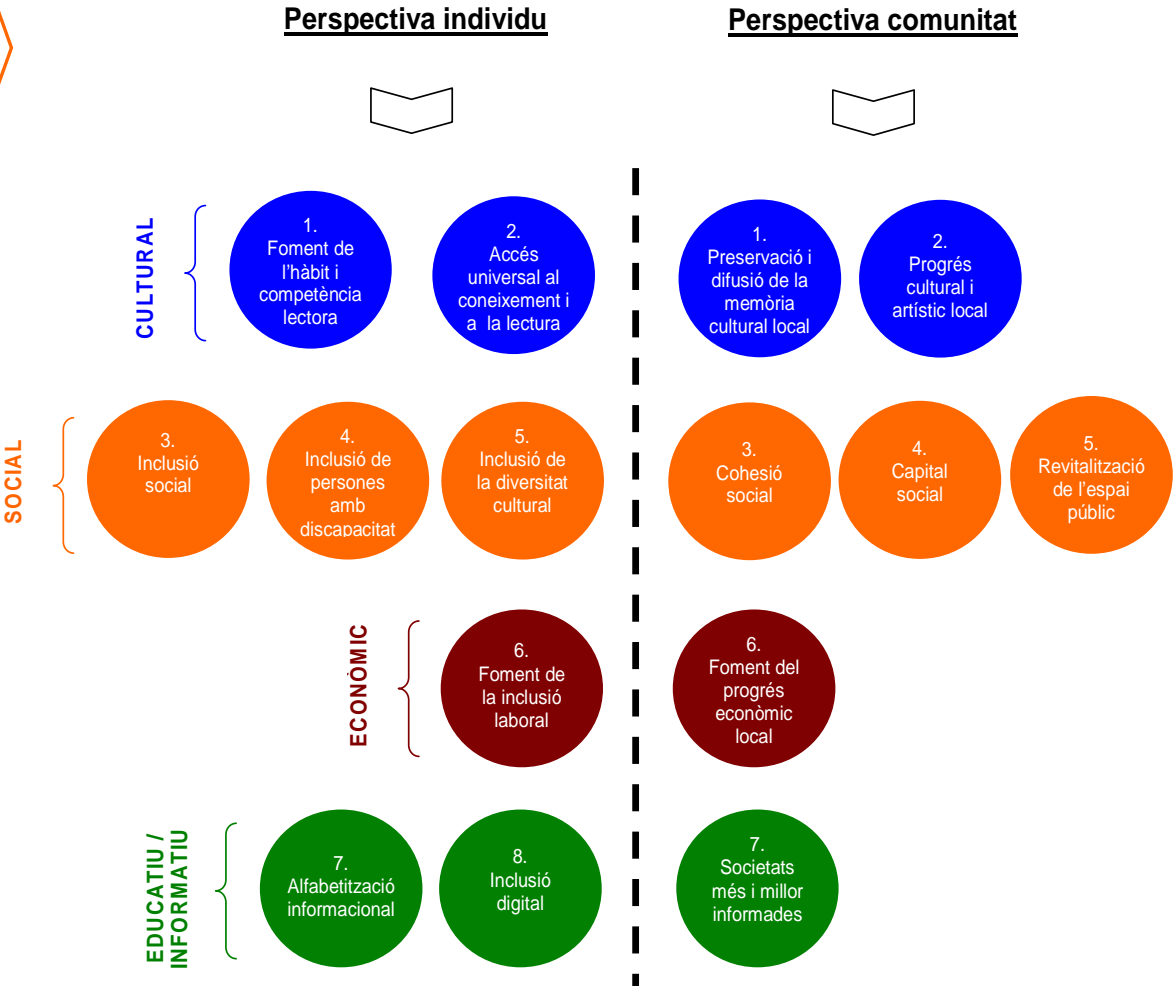 Perspectiva individu
Perspectiva comunitat
CULTURAL
1.
Foment de
l'hàbit i
competència
lectora
2.
Accés
universal al
coneixement i
a la lectura
1.
Preservació i
difusió de la
memòria
cultural local
2.
Progrés
cultural i
artístic local
SOCIAL
3.
Inclusió
social
4.
Inclusió de
persones
amb
discapacitat
5.
Inclusió de
la diversitat
cultural
3.
Cohesió
social
4.
Capital
social
5.
Revitalització
de l'espai
públic
ECONÒMIC
6.
Foment de
la inclusió
laboral
6.
Foment del
progrés
econòmic
local
EDUCATIU /
INFORMATIU
7.
Alfabetització
informacional
8.
Inclusió
digital
7.
Societats
més i millor
informades